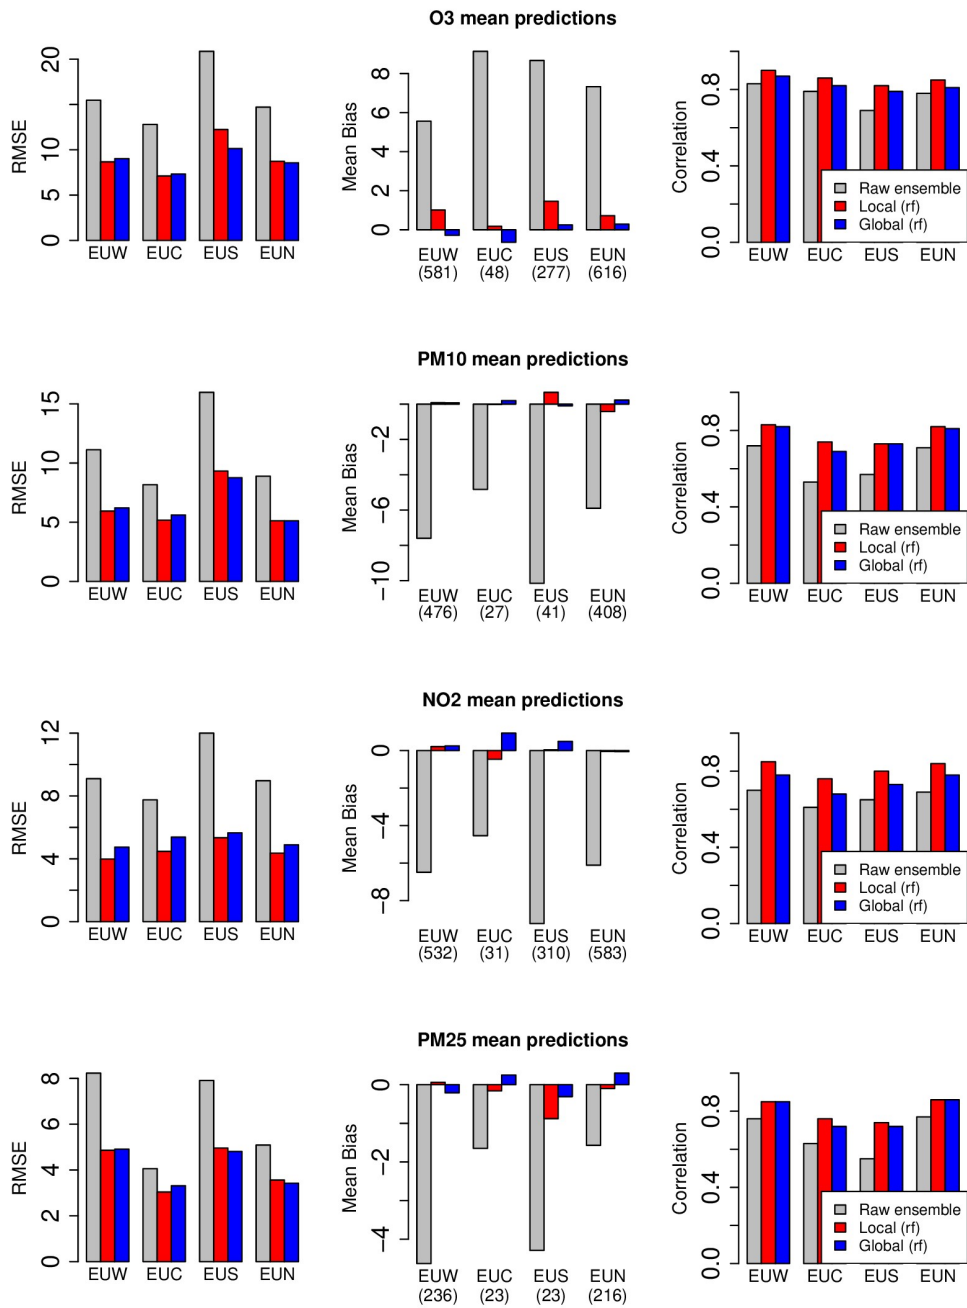 O3 mean predictions
RMSE
0
5
10
20
EUW EUC EUS EUN
Mean Bias
0
2
4
6
8
EUW EUC EUS EUN
(581) (48) (277) (616)
Correlation
0.0
0.4
0.8
EUW EUC EUS EUN
Raw ensemble
Local (rf)
Global (rf)
PM10 mean predictions
RMSE
0
5
10
15
EUW EUC EUS EUN
Mean Bias
−10
−6
−2
EUW EUC EUS EUN
(476) (27) (41) (408)
Correlation
0.0
0.4
0.8
EUW EUC EUS EUN
Raw ensemble
Local (rf)
Global (rf)
NO2 mean predictions
RMSE
0
4
8
12
EUW EUC EUS EUN
Mean Bias
−8
−4
0
EUW EUC EUS EUN
(532) (31) (310) (583)
Correlation
0.0
0.4
0.8
EUW EUC EUS EUN
Raw ensemble
Local (rf)
Global (rf)
PM25 mean predictions
RMSE
0
2
4
6
8
EUW EUC EUS EUN
Mean Bias
−4
−2
0
EUW EUC EUS EUN
(236) (23) (23) (216)
Correlation
0.0
0.4
0.8
EUW EUC EUS EUN
Raw ensemble
Local (rf)
Global (rf)